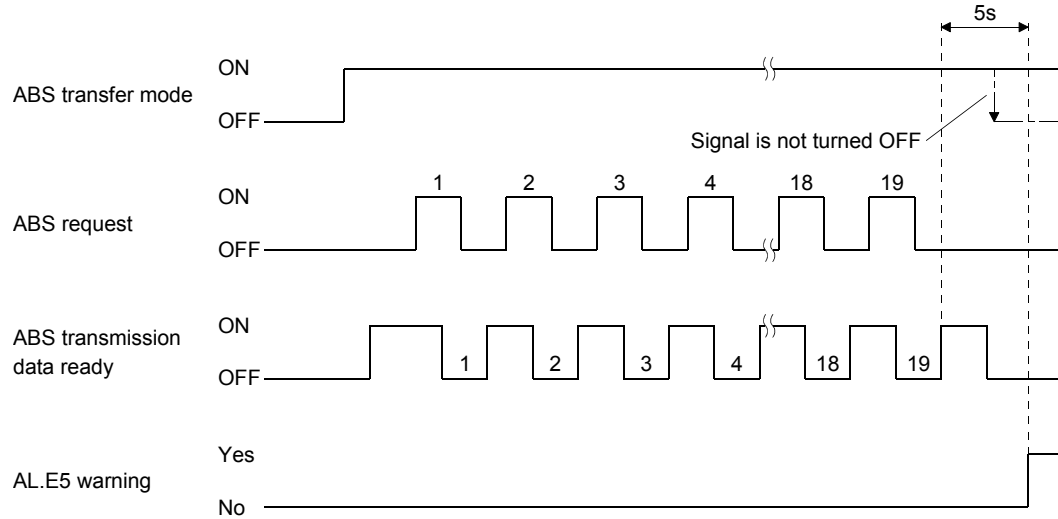 5s
ON
ABS transfer mode
OFF
Signal is not turned OFF
1 2 3 4 18 19
ON
ABS request
OFF
ON
ABS transmission
data ready
1 2 3 4 18 19
OFF
Yes
AL.E5 warning
No